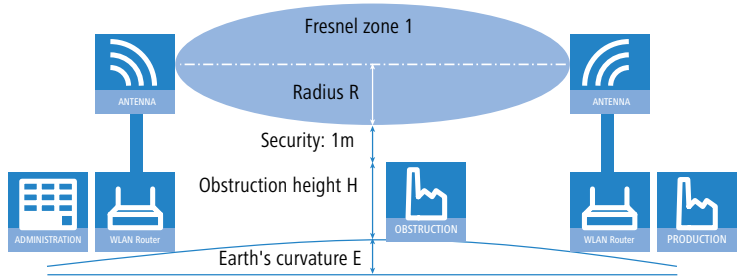 Fresnel zone 1
ANTENNA
Radius R
ANTENNA
Security: 1m
Obstruction height H
ADMINISTRATION
WLAN Router
OBSTRUCTION
WLAN Router
PRODUCTION
Earth's curvature E